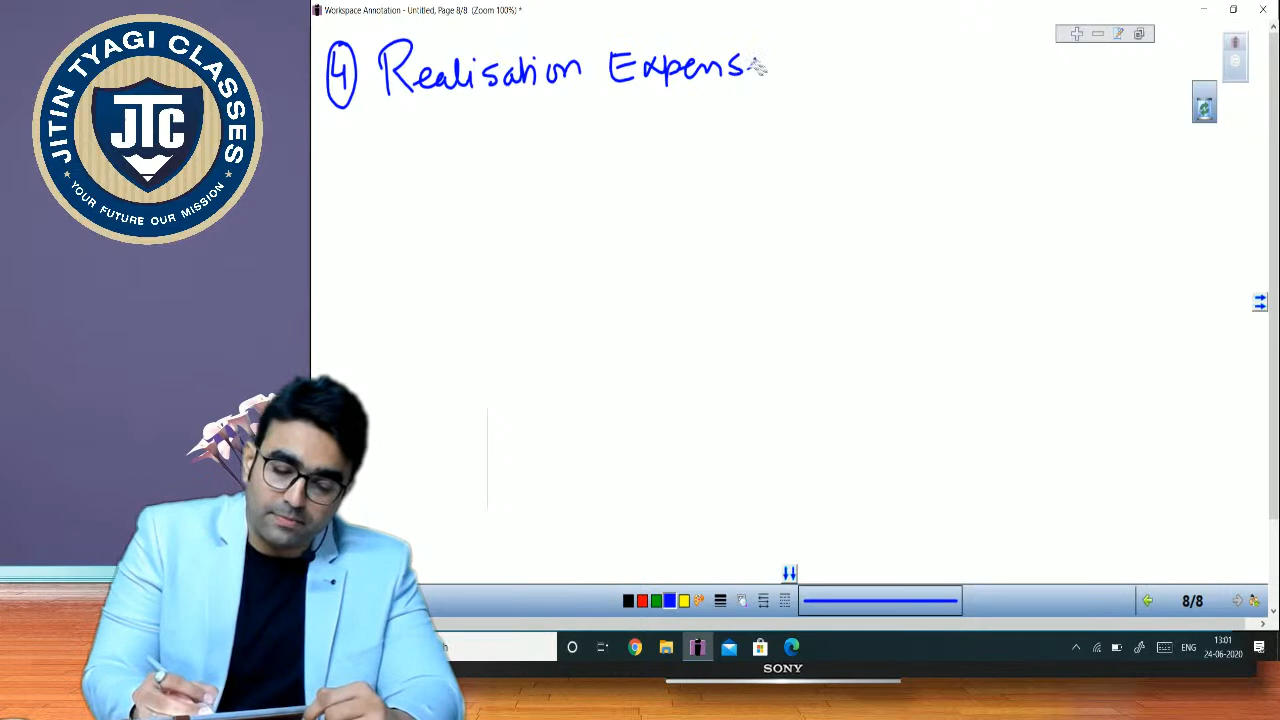 Workspace Annotation - Untitled, Page 8/8 (Zoom 100%) *
④ Realisation Expens
JITIN TYAGI CLASSES
JTC
YOUR FUTURE OUR MISSION
8/8
13:01
ENG
24-06-2020
SONY